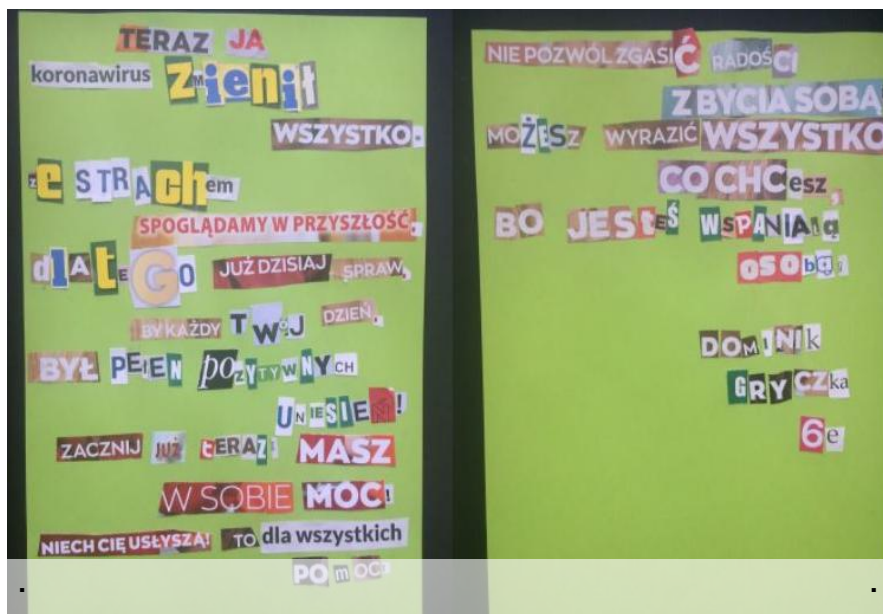 TERAZ JA
koronawirus zmienił
WSZYSTKO.
zE STRAChem
SPOGLĄDAMY W PRZYSZŁOŚĆ.
dlATeGO JUŻ DZISIAJ SPRAW,
BY KAŻDY TWÓJ DZIEŃ,
BYŁ PEŁEN pOZYTYWNYCH
UNIESIEŃ!
ZACZNIJ JUŻ tERAZ! MASZ
W SOBIE MOC!
NIECH CIĘ USŁYSZĄ! TO dla wszystkich
POmOC!
NIE POZWÓL ZGASIĆ RADOŚCI
Z BYCIA SOBĄ
MOŻESZ WYRAZIĆ WSZYSTKO
CO CHCesz,
BO JESteŚ WSPANIAŁą
OSObą!
DOMINIk
GRYCZka
6e